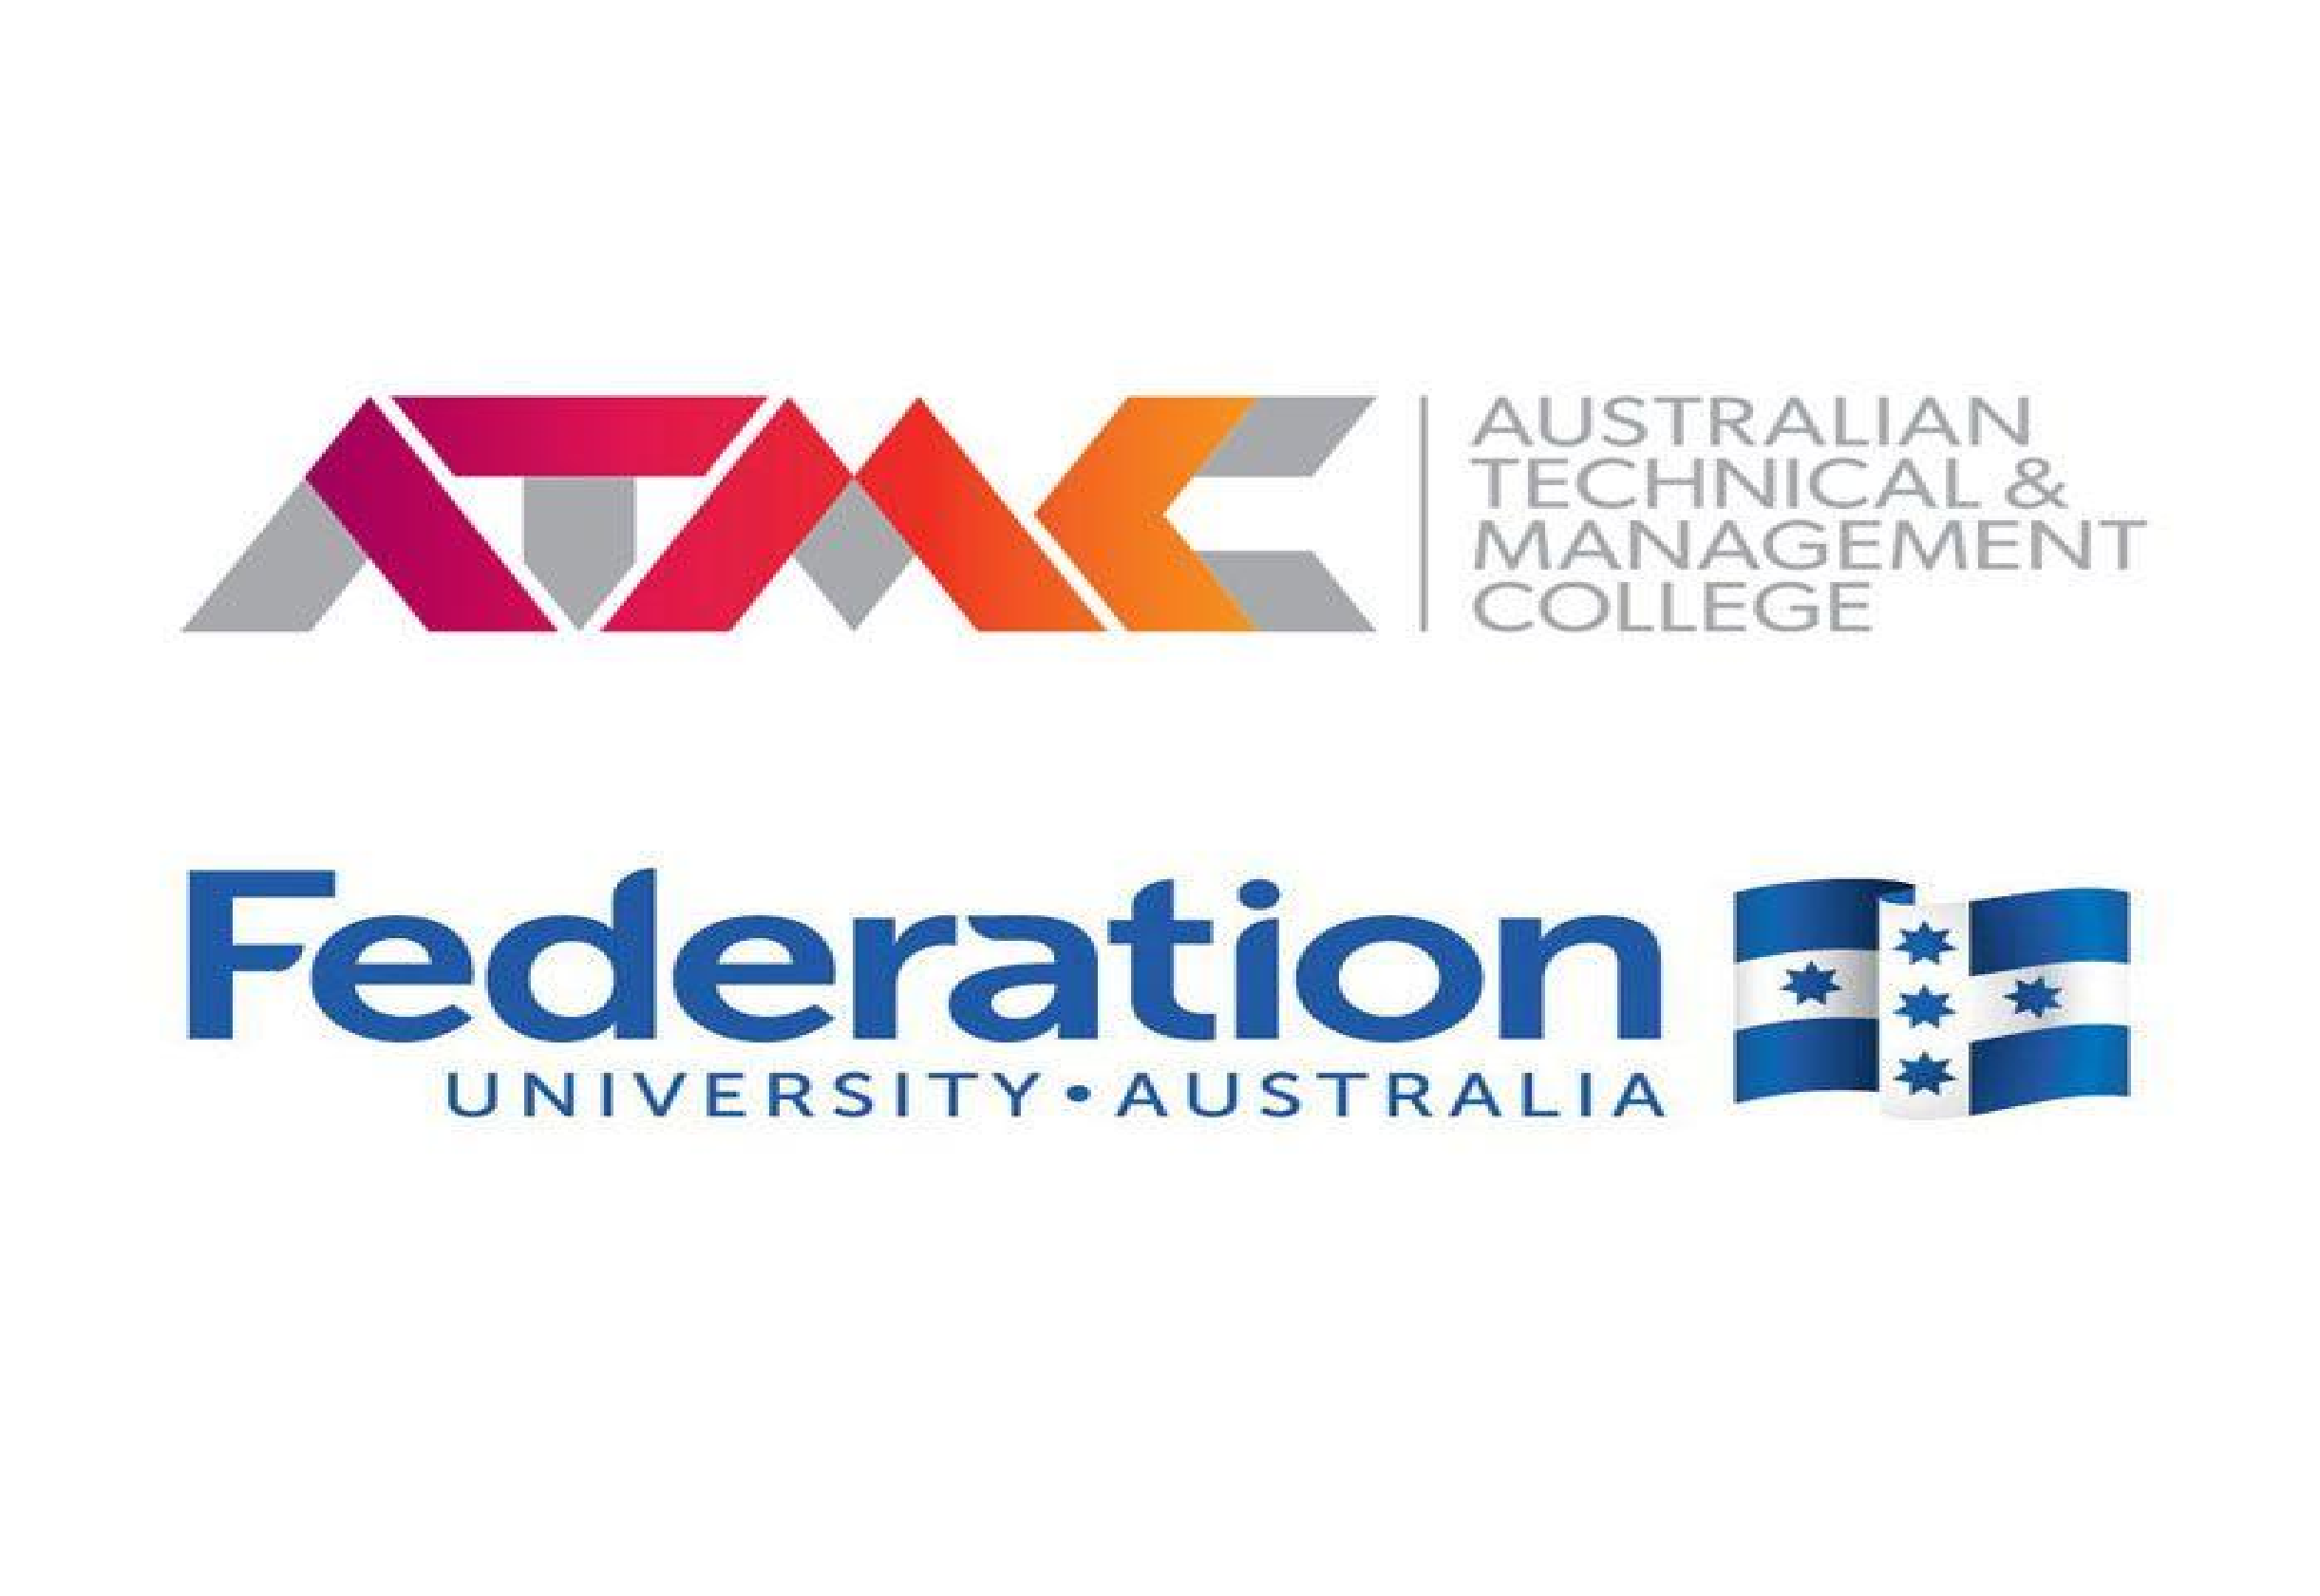 ATMC
AUSTRALIAN
TECHNICAL &
MANAGEMENT
COLLEGE
Federation
UNIVERSITY • AUSTRALIA